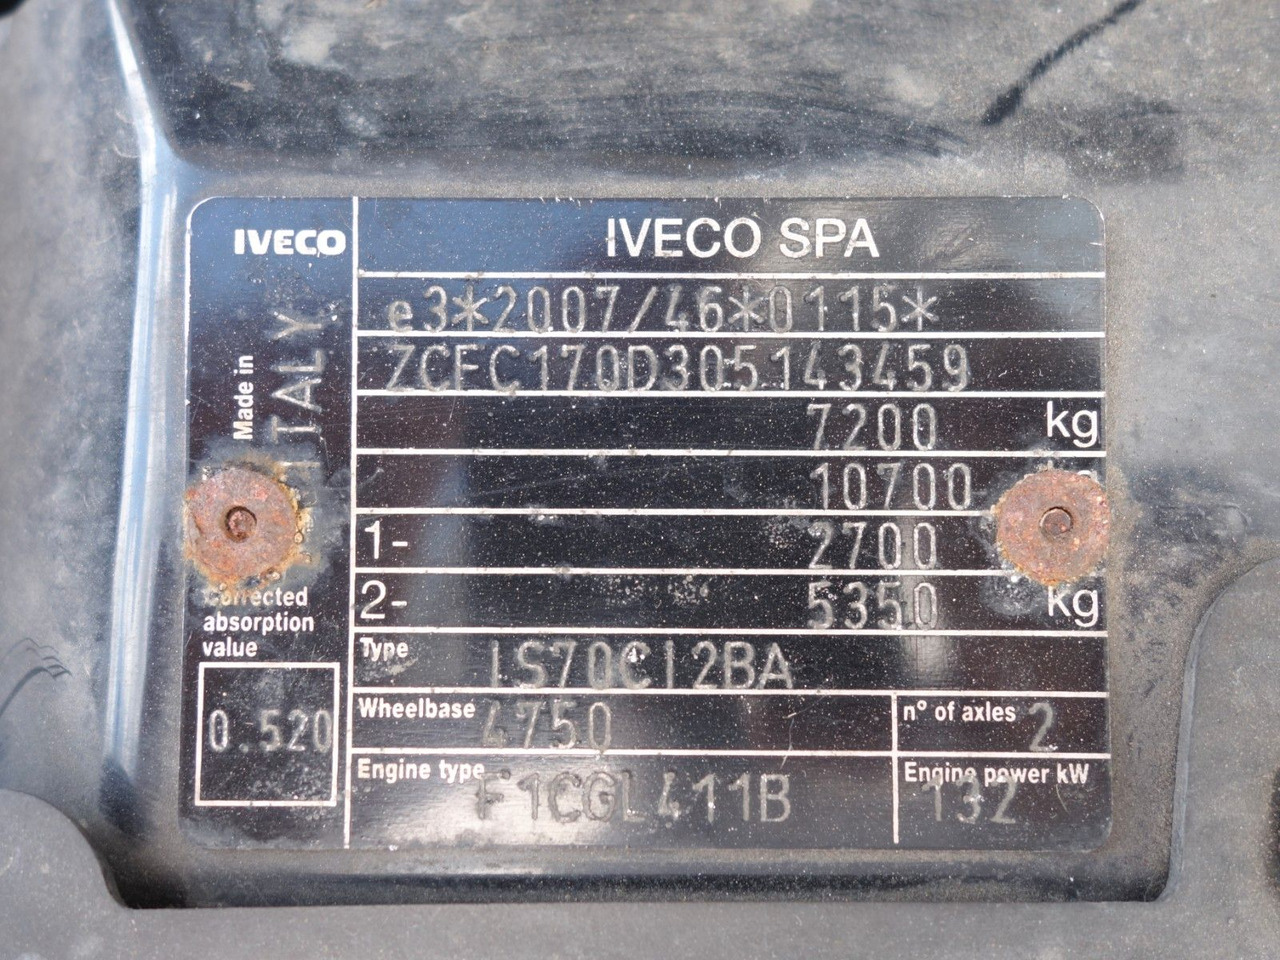 IVECO
IVECO SPA
Made in
ITALY
e3*2007/46*0115*
ZCFC170D305143459
7200 kg
10700
1- 2700
2- 5350 kg
Corrected
absorption
value
0.520
Type IS70CI2BA
Wheelbase 4750
n° of axles 2
Engine type F1CGL411B
Engine power kW
132